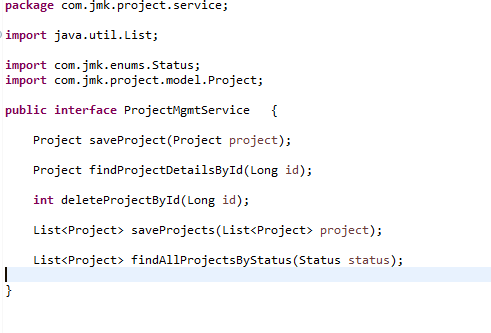 package com.jmk.project.service;
import java.util.List;
import com.jmk.enums.Status;
import com.jmk.project.model.Project;
public interface ProjectMgmtService   {
    Project saveProject(Project project);
    Project findProjectDetailsById(Long id);
    int deleteProjectById(Long id);
    List<Project> saveProjects(List<Project> project);
    List<Project> findAllProjectsByStatus(Status status);
}